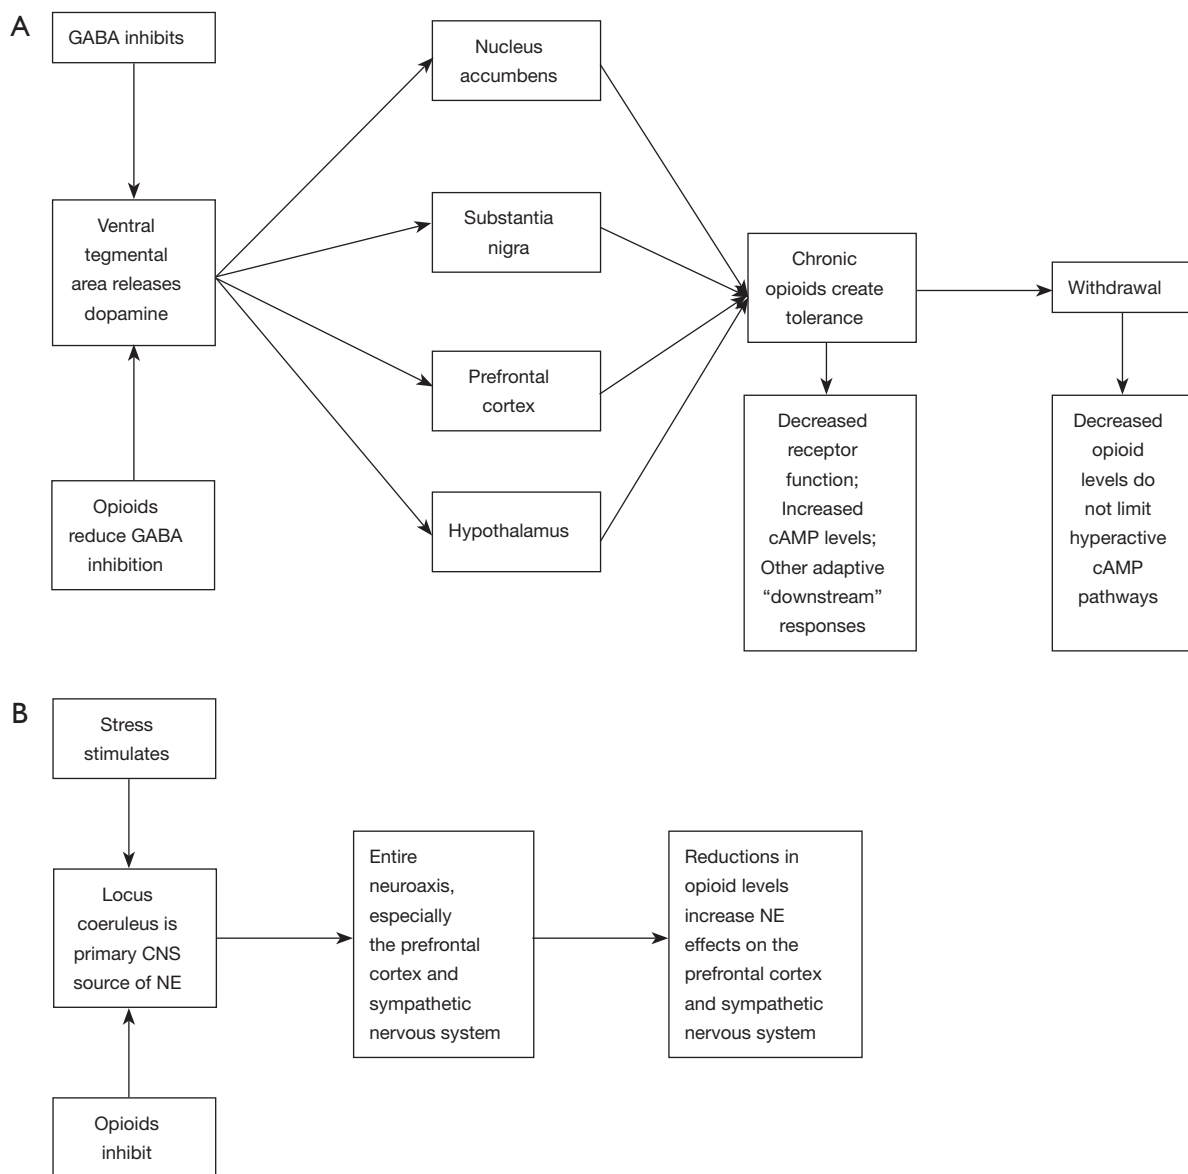 A
GABA inhibits
Ventral
tegmental
area releases
dopamine
Opioids
reduce GABA
inhibition
Nucleus
accumbens
Substantia
nigra
Prefrontal
cortex
Hypothalamus
Chronic
opioids create
tolerance
Decreased
receptor
function;
Increased
cAMP levels;
Other adaptive
“downstream”
responses
Withdrawal
Decreased
opioid
levels do
not limit
hyperactive
cAMP
pathways
B
Stress
stimulates
Locus
coeruleus is
primary CNS
source of NE
Opioids
inhibit
Entire
neuroaxis,
especially
the prefrontal
cortex and
sympathetic
nervous system
Reductions in
opioid levels
increase NE
effects on the
prefrontal cortex
and sympathetic
nervous system